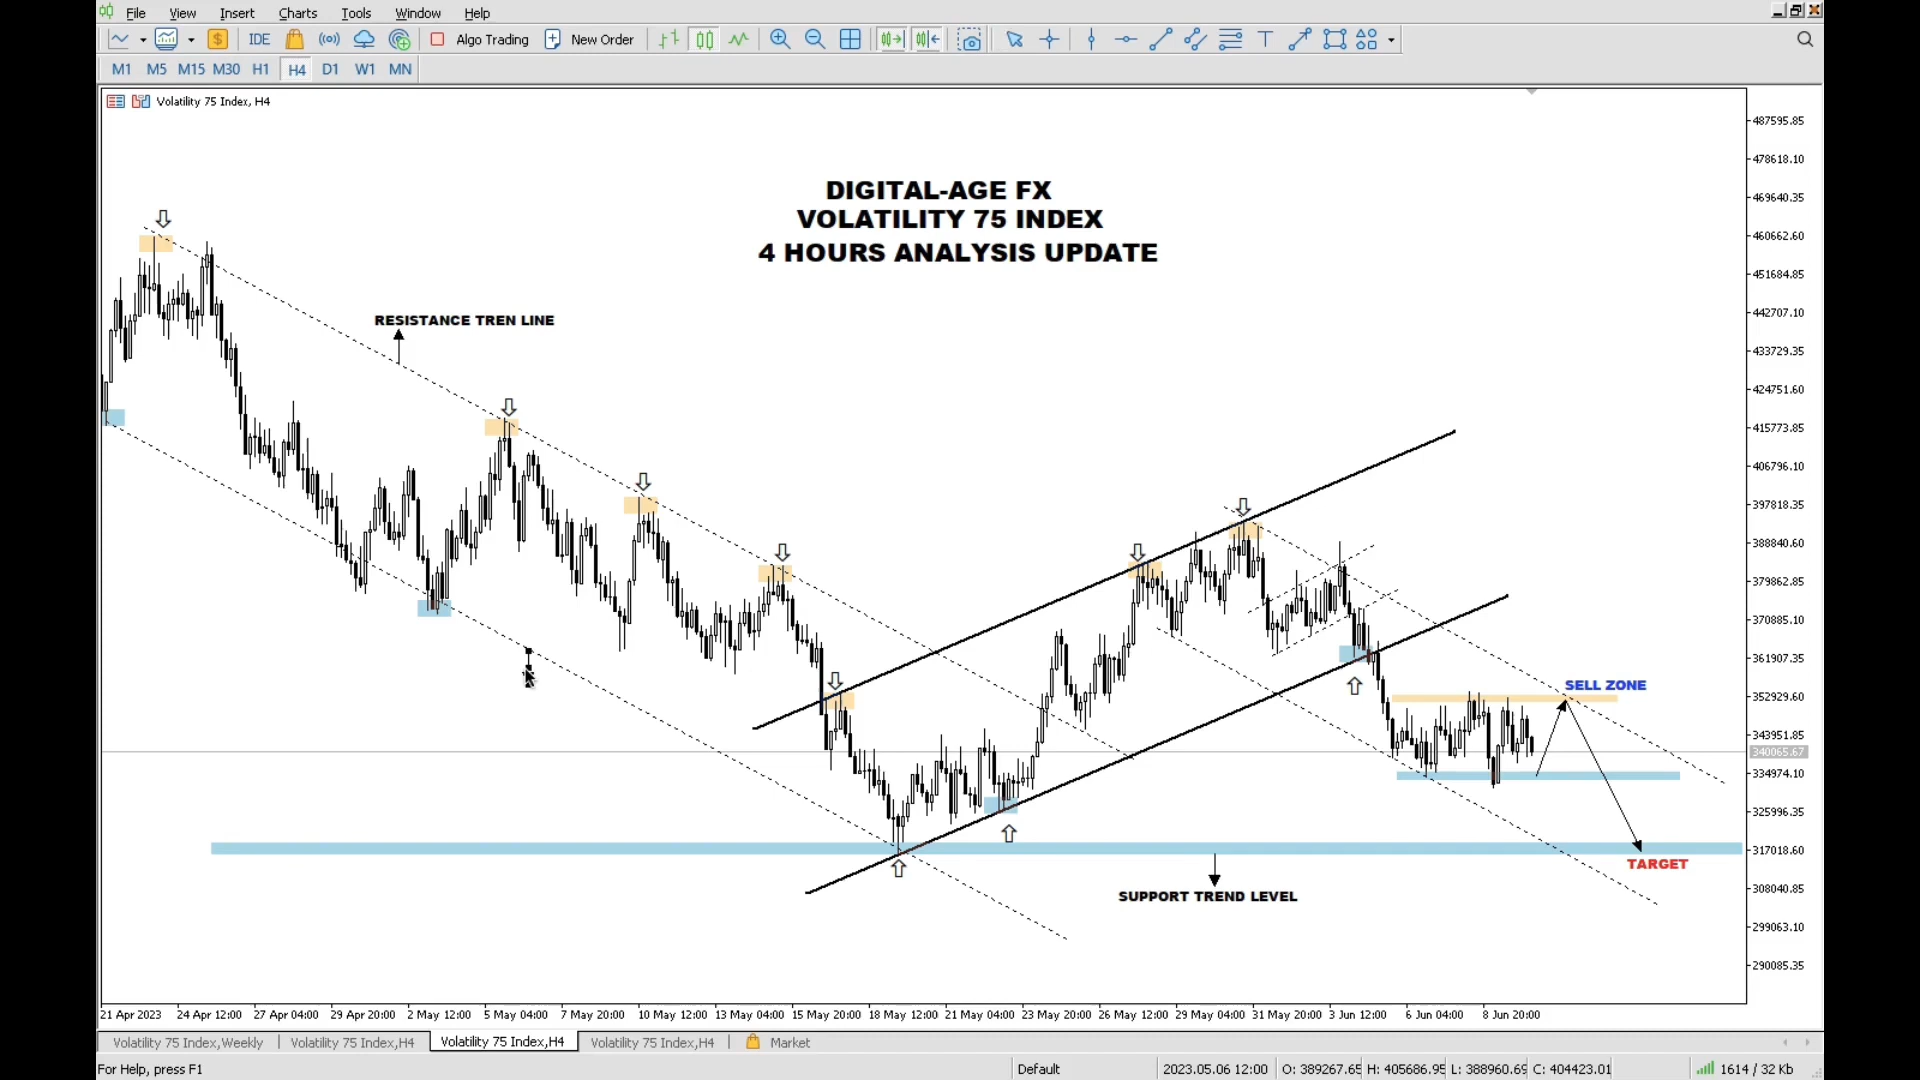 File View Insert Charts Tools Window Help
IDE Algo Trading New Order
M1 M5 M15 M30 H1 H4 D1 W1 MN
Volatility 75 Index, H4
DIGITAL-AGE FX
VOLATILITY 75 INDEX
4 HOURS ANALYSIS UPDATE
RESISTANCE TREN LINE
SELL ZONE
TARGET
SUPPORT TREND LEVEL
487595.85
478618.10
469640.35
460662.60
451684.85
442707.10
433729.35
424751.60
415773.85
406796.10
397818.35
388840.60
379862.85
370885.10
361907.35
352929.60
343951.85
340065.67
334974.10
325996.35
317018.60
308040.85
299063.10
290085.35
21 Apr 2023 24 Apr 12:00 27 Apr 04:00 29 Apr 20:00 2 May 12:00 5 May 04:00 7 May 20:00 10 May 12:00 13 May 04:00 15 May 20:00 18 May 12:00 21 May 04:00 23 May 20:00 26 May 12:00 29 May 04:00 31 May 20:00 3 Jun 12:00 6 Jun 04:00 8 Jun 20:00
Volatility 75 Index,Weekly Volatility 75 Index,H4 Volatility 75 Index,H4 Volatility 75 Index,H4 Market
For Help, press F1 Default 2023.05.06 12:00 O: 389267.65 H: 405686.95 L: 388960.69 C: 404423.01 1614 / 32 Kb